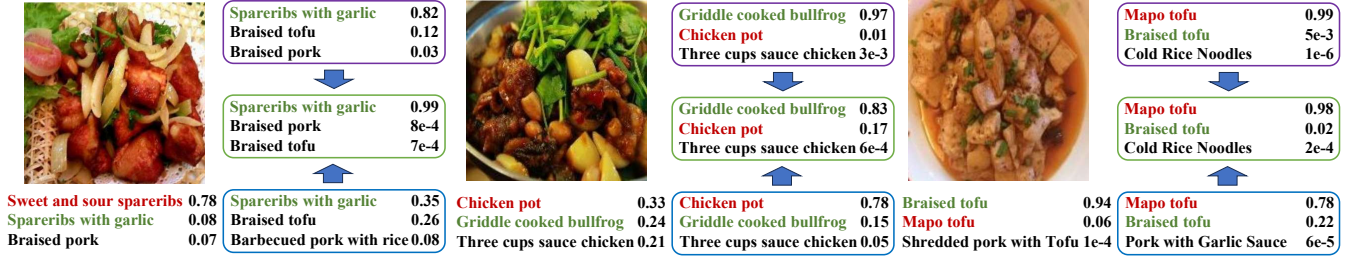 Spareribs with garlic 0.82
Braised tofu 0.12
Braised pork 0.03
Spareribs with garlic 0.99
Braised pork 8e-4
Braised tofu 7e-4
Sweet and sour spareribs 0.78
Spareribs with garlic 0.08
Braised pork 0.07
Spareribs with garlic 0.35
Braised tofu 0.26
Barbecued pork with rice 0.08
Griddle cooked bullfrog 0.97
Chicken pot 0.01
Three cups sauce chicken 3e-3
Griddle cooked bullfrog 0.83
Chicken pot 0.17
Three cups sauce chicken 6e-4
Chicken pot 0.33
Griddle cooked bullfrog 0.24
Three cups sauce chicken 0.21
Chicken pot 0.78
Griddle cooked bullfrog 0.15
Three cups sauce chicken 0.05
Mapo tofu 0.99
Braised tofu 5e-3
Cold Rice Noodles 1e-6
Mapo tofu 0.98
Braised tofu 0.02
Cold Rice Noodles 2e-4
Braised tofu 0.94
Mapo tofu 0.06
Shredded pork with Tofu 1e-4
Mapo tofu 0.78
Braised tofu 0.22
Pork with Garlic Sauce 6e-5